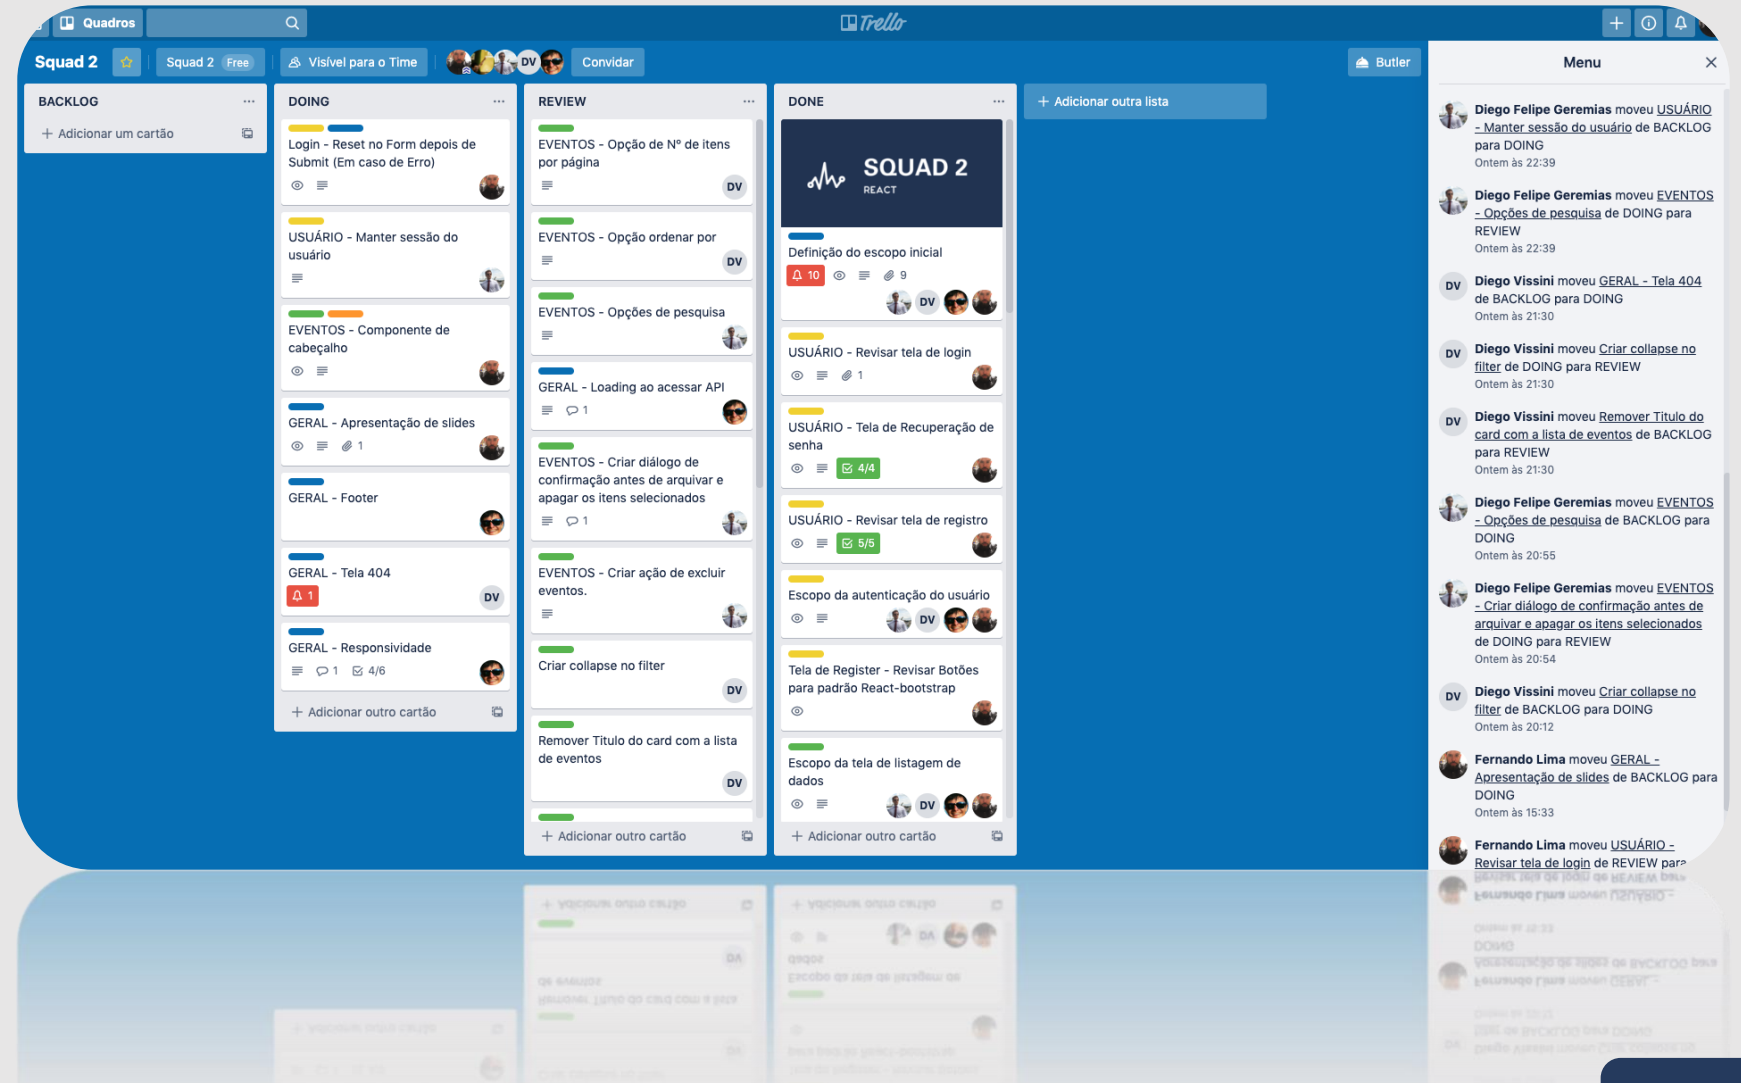 Quadros
Trello
Squad 2
Squad 2 Free
Visível para o Time
DV
Convidar
Butler
BACKLOG
Adicionar um cartão
DOING
Login - Reset no Form depois de
Submit (Em caso de Erro)
USUÁRIO - Manter sessão do
usuário
EVENTOS - Componente de
cabeçalho
GERAL - Apresentação de slides
1
GERAL - Footer
GERAL - Tela 404
1
DV
GERAL - Responsividade
1 4/6
Adicionar outro cartão
REVIEW
EVENTOS - Opção de Nº de itens
por página
DV
EVENTOS - Opção ordenar por
DV
EVENTOS - Opções de pesquisa
GERAL - Loading ao acessar API
1
EVENTOS - Criar diálogo de
confirmação antes de arquivar e
apagar os itens selecionados
1
EVENTOS - Criar ação de excluir
eventos.
Criar collapse no filter
DV
Remover Titulo do card com a lista
de eventos
DV
Adicionar outro cartão
DONE
SQUAD 2
REACT
Definição do escopo inicial
10 9
DV
USUÁRIO - Revisar tela de login
1
USUÁRIO - Tela de Recuperação de
senha
4/4
USUÁRIO - Revisar tela de registro
5/5
Escopo da autenticação do usuário
DV
Tela de Register - Revisar Botões
para padrão React-bootstrap
Escopo da tela de listagem de
dados
DV
Adicionar outro cartão
Adicionar outra lista
Menu
Diego Felipe Geremias moveu USUÁRIO
- Manter sessão do usuário de BACKLOG
para DOING
Ontem às 22:39
Diego Felipe Geremias moveu EVENTOS
- Opções de pesquisa de DOING para
REVIEW
Ontem às 22:39
DV
Diego Vissini moveu GERAL - Tela 404
de BACKLOG para DOING
Ontem às 21:30
DV
Diego Vissini moveu Criar collapse no
filter de DOING para REVIEW
Ontem às 21:30
DV
Diego Vissini moveu Remover Titulo do
card com a lista de eventos de BACKLOG
para REVIEW
Ontem às 21:30
Diego Felipe Geremias moveu EVENTOS
- Opções de pesquisa de BACKLOG para
DOING
Ontem às 20:55
Diego Felipe Geremias moveu EVENTOS
- Criar diálogo de confirmação antes de
arquivar e apagar os itens selecionados
de DOING para REVIEW
Ontem às 20:54
DV
Diego Vissini moveu Criar collapse no
filter de BACKLOG para DOING
Ontem às 20:12
Fernando Lima moveu GERAL -
Apresentação de slides de BACKLOG para
DOING
Ontem às 15:33
Fernando Lima moveu USUÁRIO -
Revisar tela de login de REVIEW para